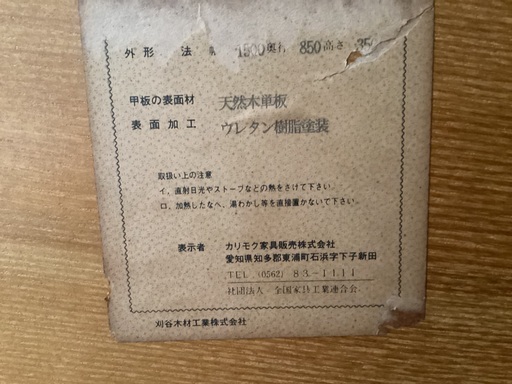 外形寸法 幅 1500 奥行 850 高さ 350
甲板の表面材 天然木単板
表面加工 ウレタン樹脂塗装
取扱い上の注意
イ、直射日光やストーブなどの熱をさけて下さい。
ロ、加熱したなべ、湯わかし等を直接置かないで下さい。
表示者 カリモク家具販売株式会社
愛知県知多郡東浦町石浜字下子新田
TEL (0562) 83-1111
社団法人 全国家具工業連合会
刈谷木材工業株式会社